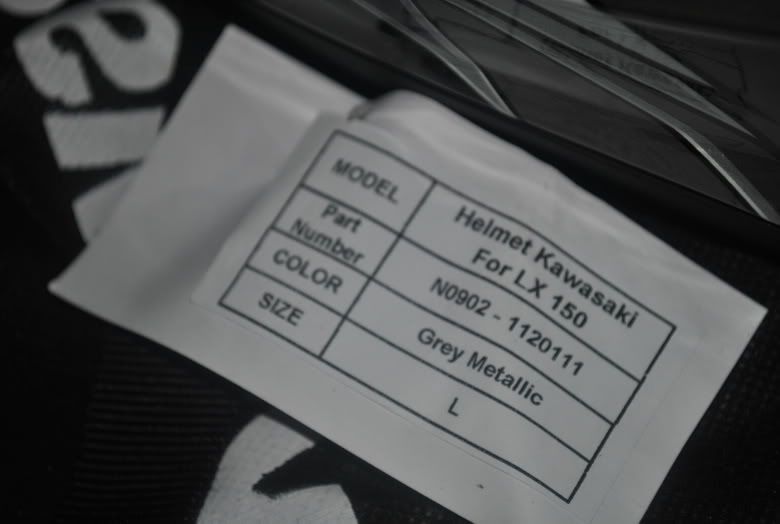 MODEL
Helmet Kawasaki
For LX 150
Part
Number
N0902 - 1120111
COLOR
Grey Metallic
SIZE
L